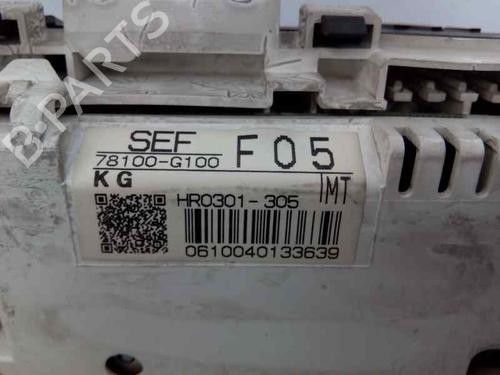 B-PARTS
SEF F05
78100-G100
KG IMT
HR0301-305
0610040133639